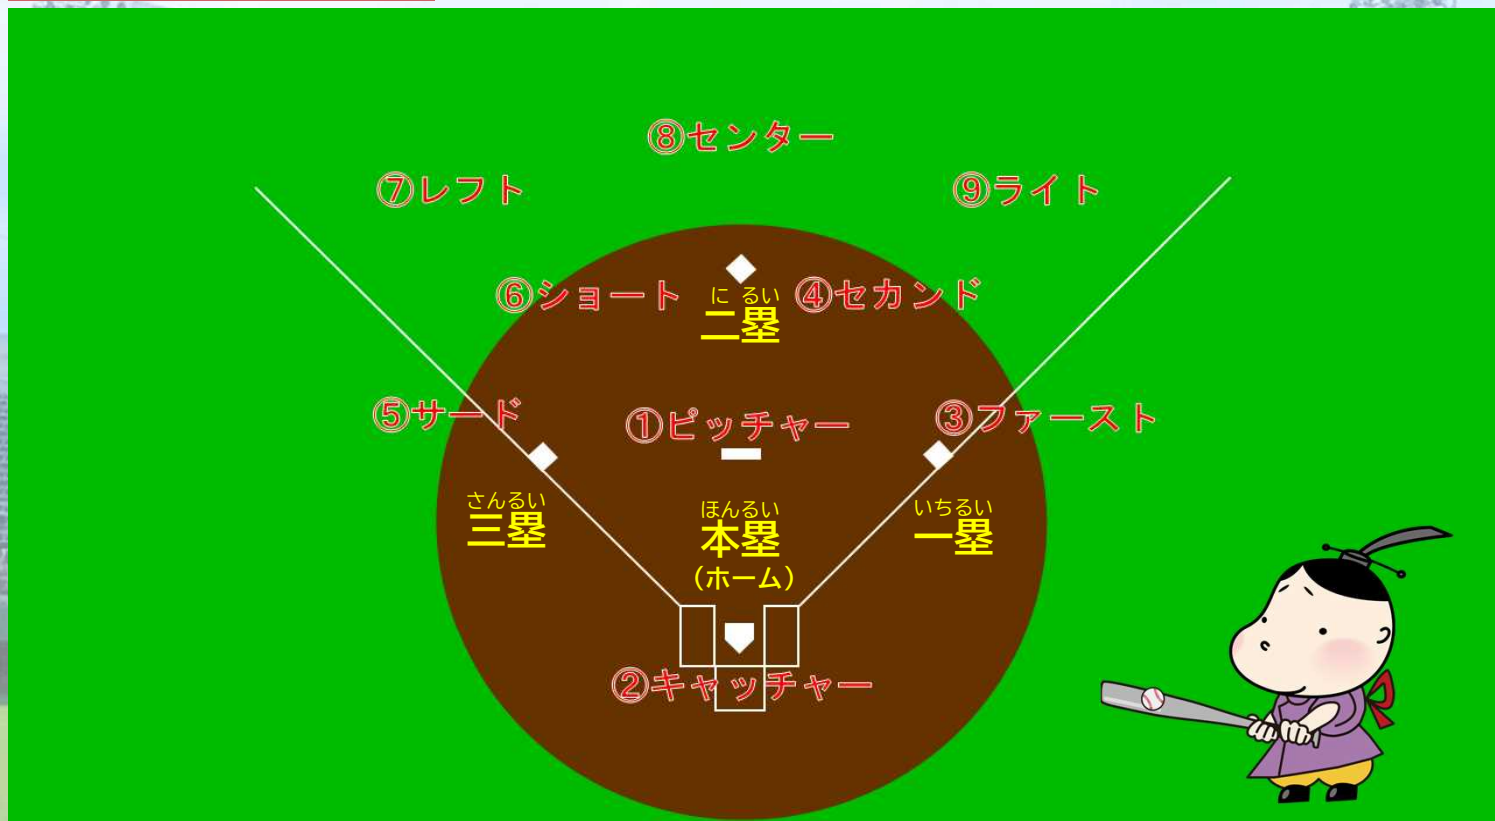 ⑧センター
⑦レフト
⑨ライト
⑥ショート
にるい
二塁
④セカンド
⑤サード
①ピッチャー
③ファースト
さんるい
三塁
ほんるい
本塁
(ホーム)
いちるい
一塁
②キャッチャー